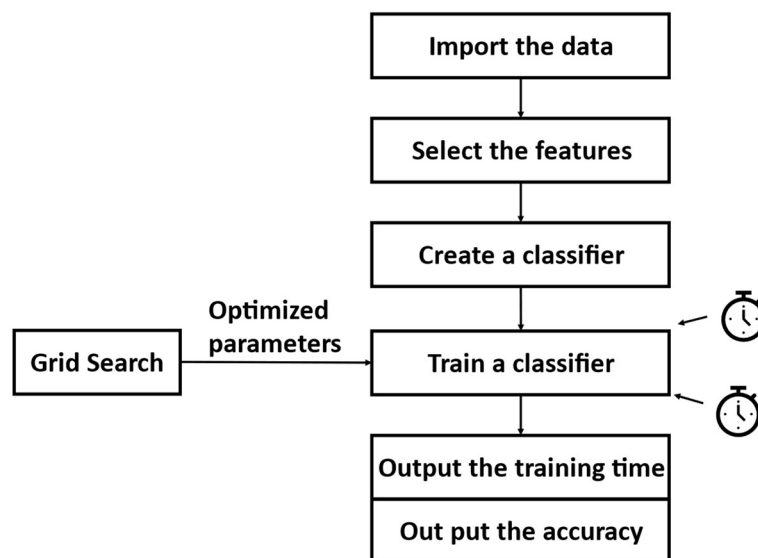 Import the data
Select the features
Create a classifier
Optimized
parameters
Grid Search
Train a classifier
Output the training time
Out put the accuracy